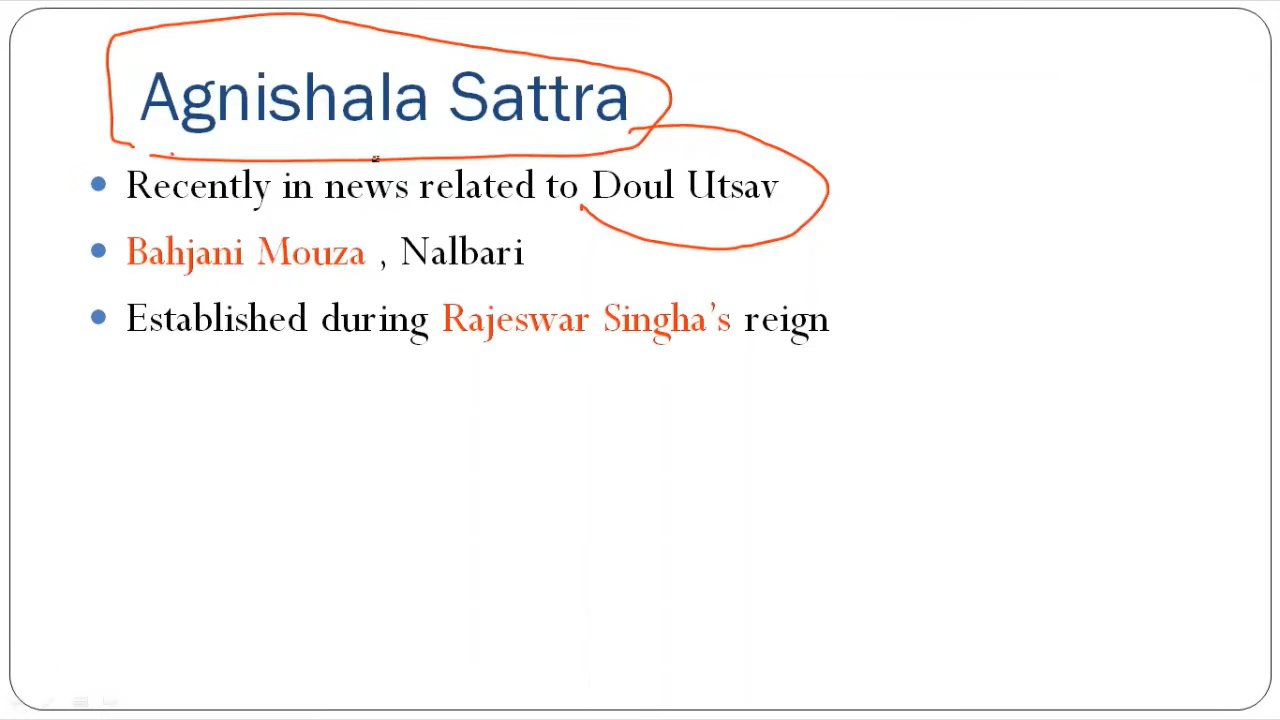 Agnishala Sattra
Recently in news related to Doul Utsav
Bahjani Mouza , Nalbari
Established during Rajeswar Singha's reign